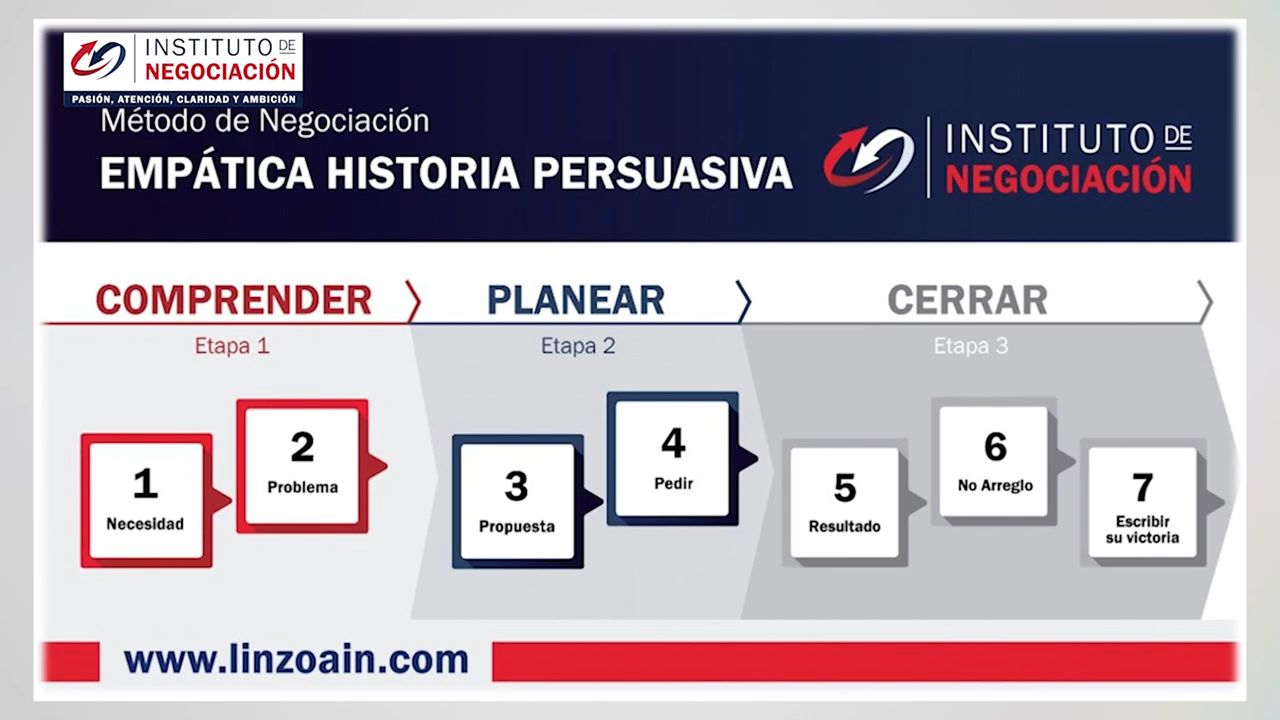 INSTITUTO DE
NEGOCIACIÓN
PASIÓN, ATENCIÓN, CLARIDAD Y AMBICIÓN
Método de Negociación
EMPÁTICA HISTORIA PERSUASIVA
INSTITUTO DE
NEGOCIACIÓN
COMPRENDER
Etapa 1
PLANEAR
Etapa 2
CERRAR
Etapa 3
1
Necesidad
2
Problema
3
Propuesta
4
Pedir
5
Resultado
6
No Arreglo
7
Escribir
su victoria
www.linzoain.com